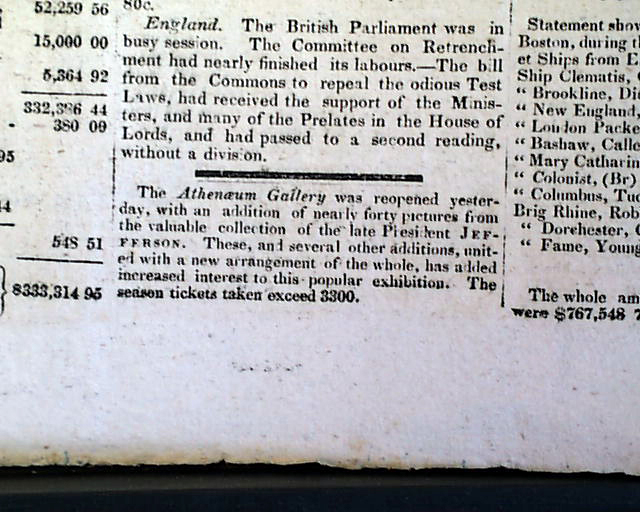 52,259 56
15,000 00
5,364 92
332,386 44
380 09
95
44
548 51
$333,314 95
80c.
England. The British Parliament was in
busy session. The Committee on Retrench-
ment had nearly finished its labours.—The bill
from the Commons to repeal the odious Test
Laws, had received the support of the Minis-
ters, and many of the Prelates in the House of
Lords, and had passed to a second reading,
without a division.
The Athenæum Gallery was reopened yester-
day, with an addition of nearly forty pictures from
the valuable collection of the late President JEF-
FERSON. These, and several other additions, unit-
ed with a new arrangement of the whole, has added
increased interest to this popular exhibition. The
season tickets taken exceed 3300.
Statement show
Boston, during th
et Ships from E
Ship Clematis,
“ Brookline, Di
“ New England,
“ London Packe
“ Bashaw, Calle
“ Mary Catharin
“ Colonist, (Br)
“ Columbus, Tuc
Brig Rhine, Rob
“ Dorchester,
“ Fame, Young
The whole am
were $767,548 7